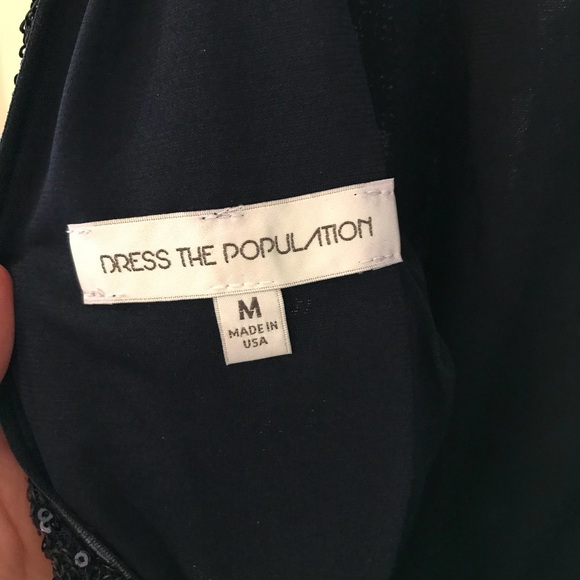 DRESS THE POPULATION
M
MADE IN
USA